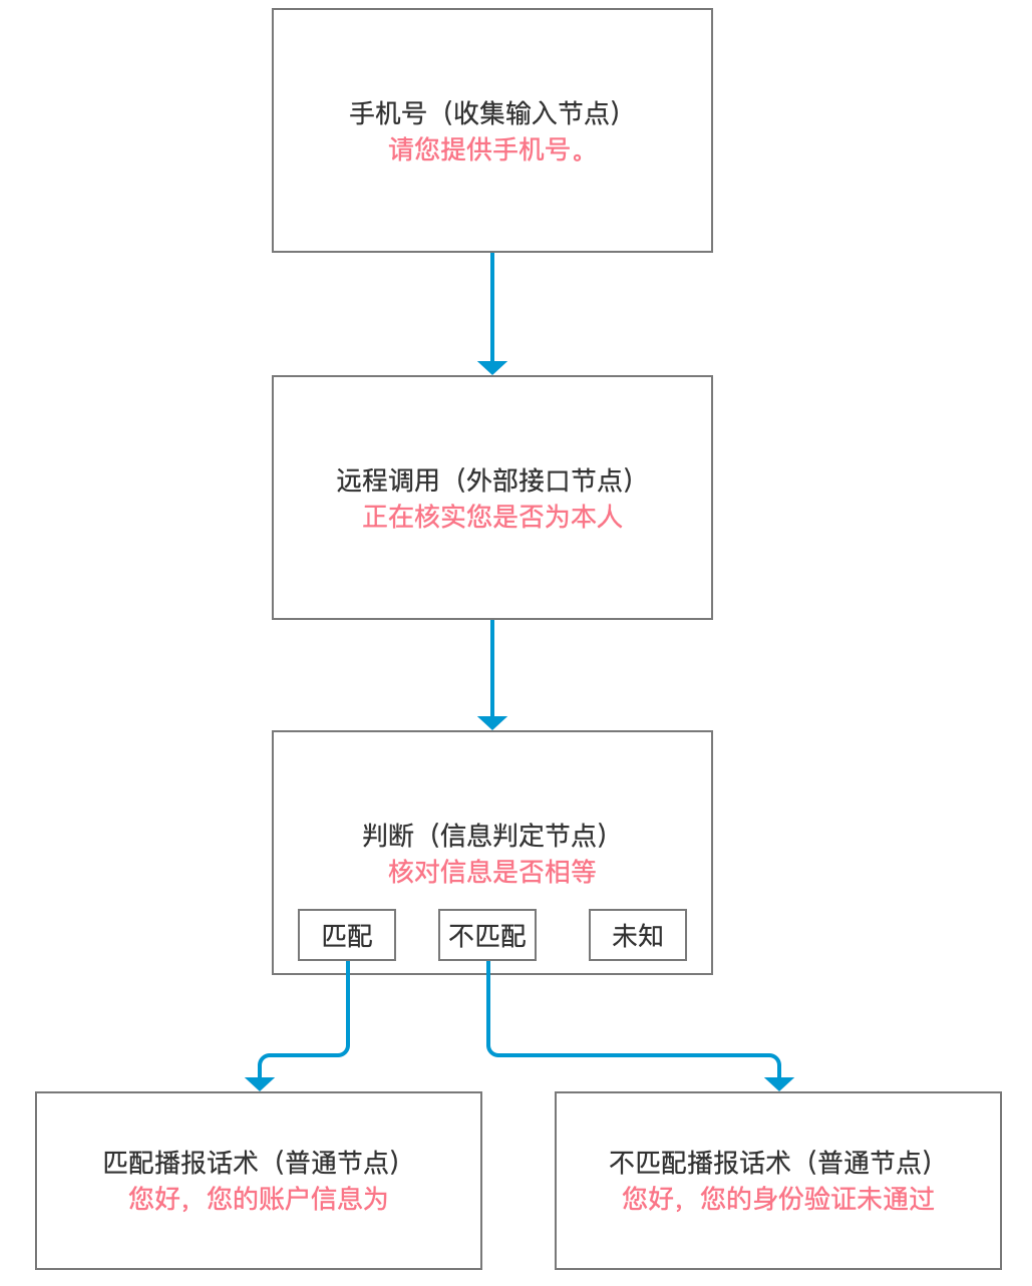 手机号（收集输入节点）
请您提供手机号。
远程调用（外部接口节点）
正在核实您是否为本人
判断（信息判定节点）
核对信息是否相等
匹配
不匹配
未知
匹配播报话术（普通节点）
您好，您的账户信息为
不匹配播报话术（普通节点）
您好，您的身份验证未通过